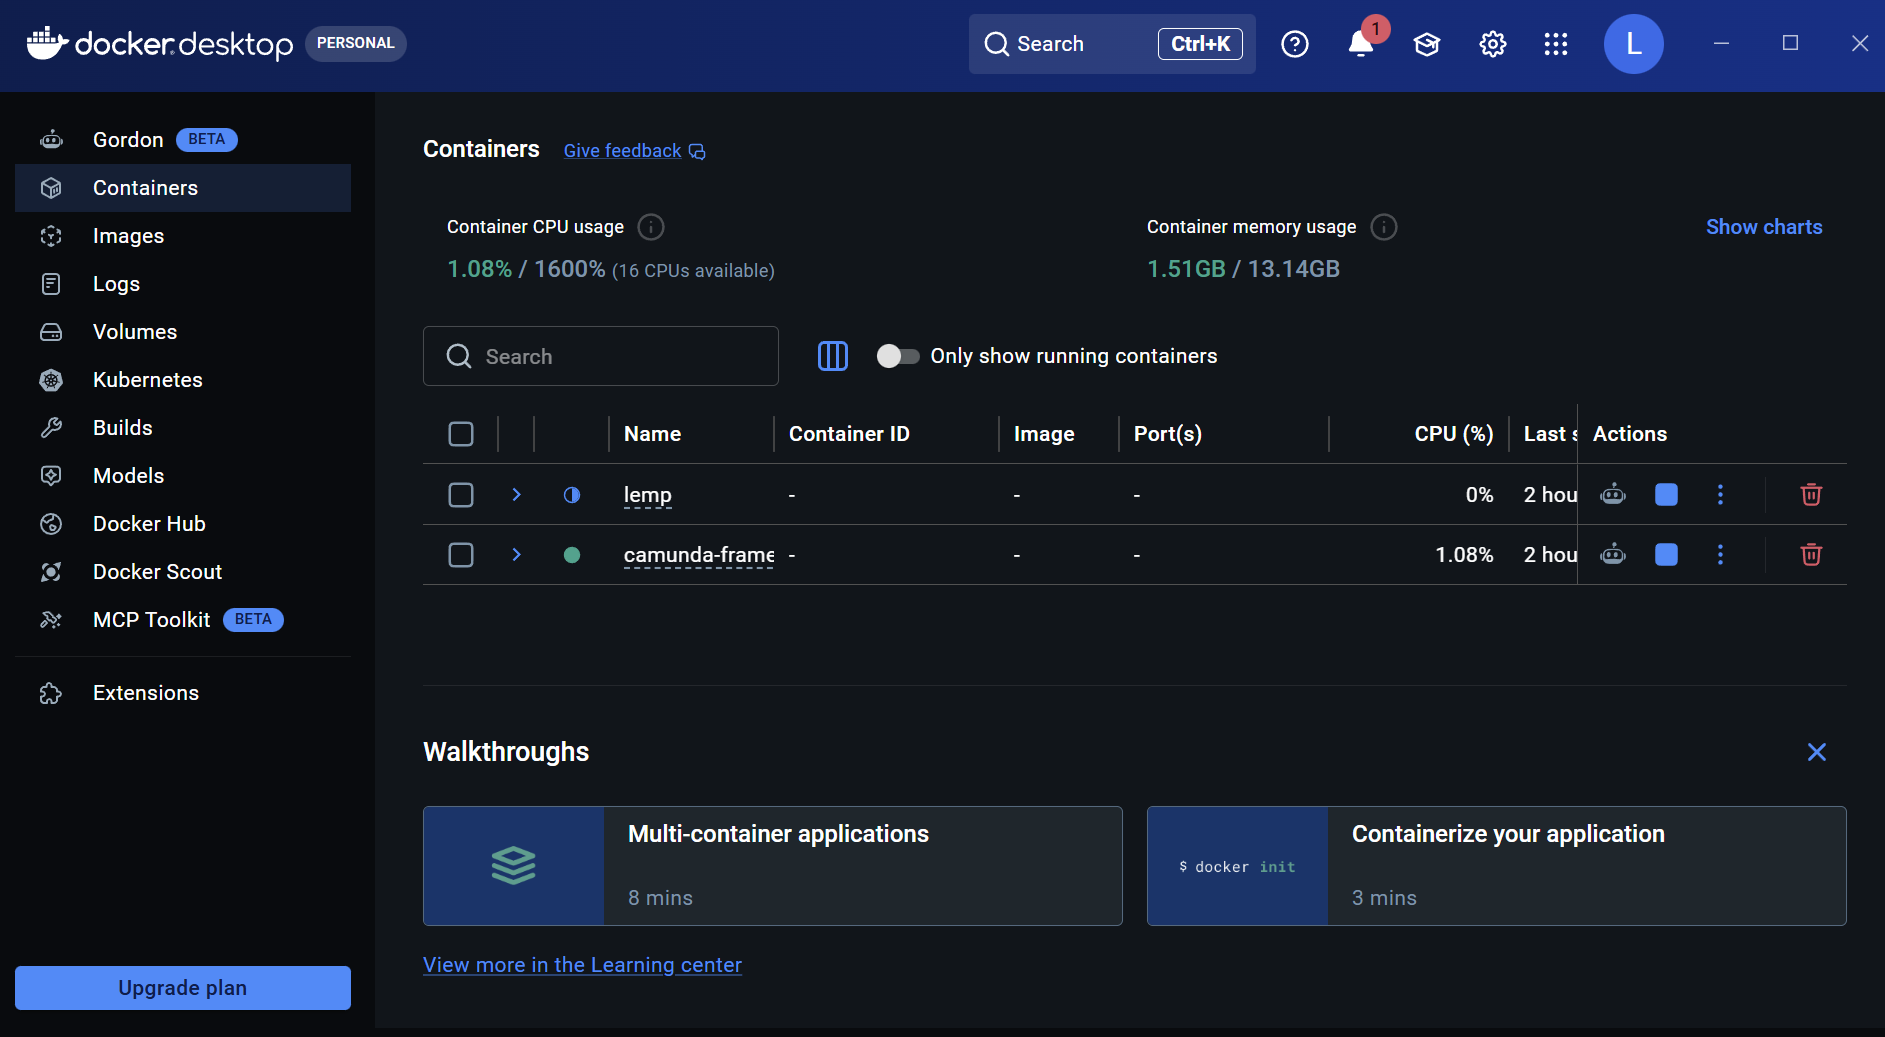 docker desktop PERSONAL
Search Ctrl+K
1
L
Gordon BETA
Containers
Images
Logs
Volumes
Kubernetes
Builds
Models
Docker Hub
Docker Scout
MCP Toolkit BETA
Extensions
Upgrade plan
Containers Give feedback
Container CPU usage
1.08% / 1600% (16 CPUs available)
Container memory usage
1.51GB / 13.14GB
Show charts
Search
Only show running containers
Name Container ID Image Port(s) CPU (%) Last s Actions
lemp - - - 0% 2 hou
camunda-frame - - - 1.08% 2 hou
Walkthroughs
Multi-container applications
8 mins
$ docker init
Containerize your application
3 mins
View more in the Learning center